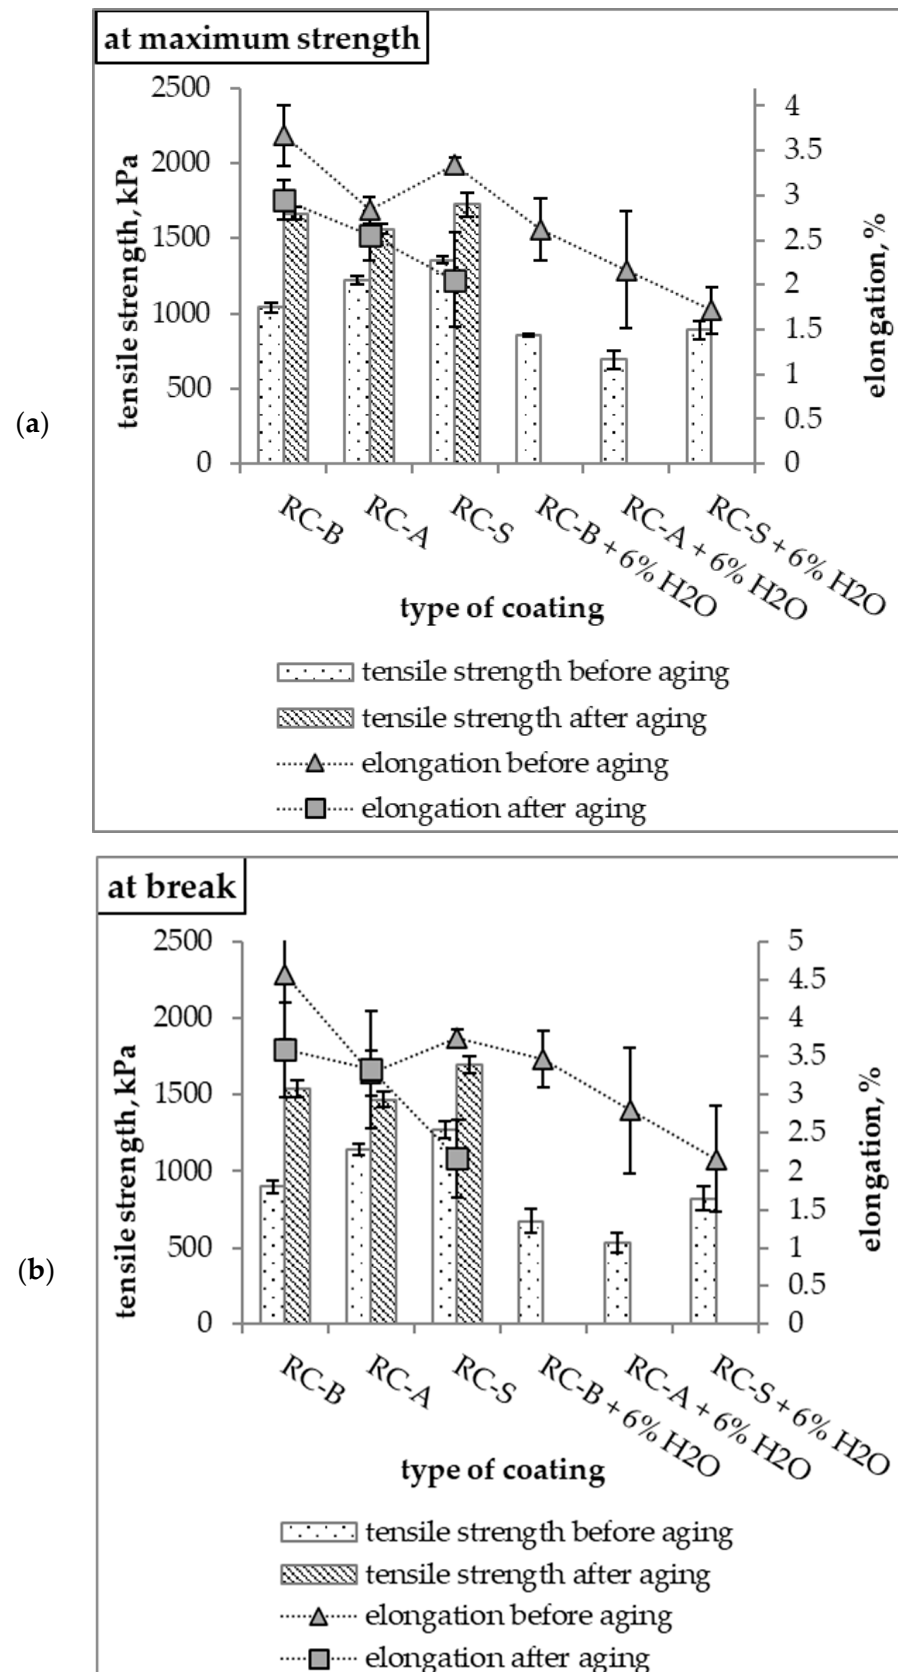 at maximum strength
2500
2000
1500
1000
500
0
tensile strength, kPa
4
3.5
3
2.5
2
1.5
1
0.5
0
elongation, %
(a)
RC-B
RC-A
RC-S
RC-B + 6% H2O
RC-A + 6% H2O
RC-S + 6% H2O
type of coating
tensile strength before aging
tensile strength after aging
elongation before aging
elongation after aging
at break
2500
2000
1500
1000
500
0
tensile strength, kPa
5
4.5
4
3.5
3
2.5
2
1.5
1
0.5
0
elongation, %
(b)
RC-B
RC-A
RC-S
RC-B + 6% H2O
RC-A + 6% H2O
RC-S + 6% H2O
type of coating
tensile strength before aging
tensile strength after aging
elongation before aging
elongation after aging